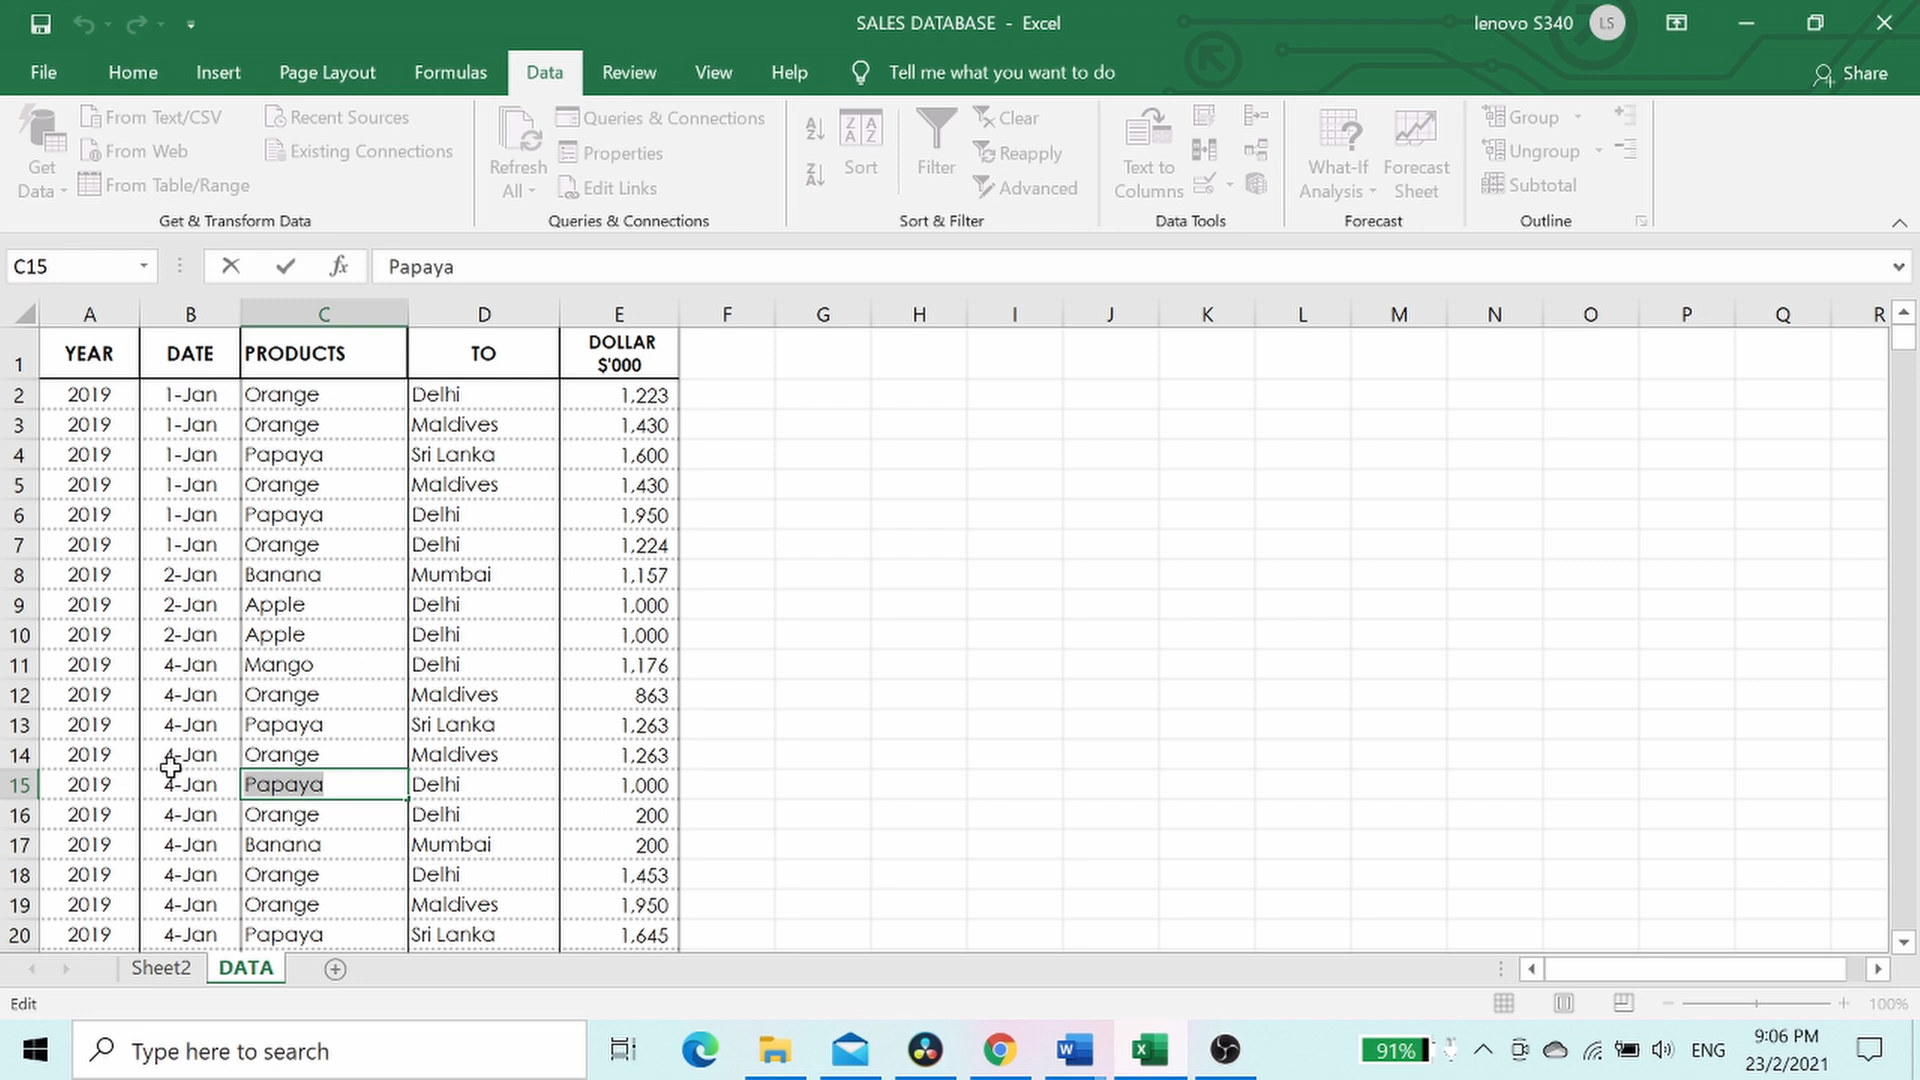 SALES DATABASE - Excel
lenovo S340
LS
File Home Insert Page Layout Formulas Data Review View Help Tell me what you want to do Share
Get Data
From Text/CSV
From Web
From Table/Range
Recent Sources
Existing Connections
Get & Transform Data
Refresh All
Queries & Connections
Properties
Edit Links
Queries & Connections
Sort
Filter
Clear
Reapply
Advanced
Sort & Filter
Text to Columns
Data Tools
What-If Analysis
Forecast Sheet
Forecast
Group
Ungroup
Subtotal
Outline
C15 fx Papaya
A B C D E F G H I J K L M N O P Q R
1 YEAR DATE PRODUCTS TO DOLLAR $'000
2 2019 1-Jan Orange Delhi 1,223
3 2019 1-Jan Orange Maldives 1,430
4 2019 1-Jan Papaya Sri Lanka 1,600
5 2019 1-Jan Orange Maldives 1,430
6 2019 1-Jan Papaya Delhi 1,950
7 2019 1-Jan Orange Delhi 1,224
8 2019 2-Jan Banana Mumbai 1,157
9 2019 2-Jan Apple Delhi 1,000
10 2019 2-Jan Apple Delhi 1,000
11 2019 4-Jan Mango Delhi 1,176
12 2019 4-Jan Orange Maldives 863
13 2019 4-Jan Papaya Sri Lanka 1,263
14 2019 4-Jan Orange Maldives 1,263
15 2019 4-Jan Papaya Delhi 1,000
16 2019 4-Jan Orange Delhi 200
17 2019 4-Jan Banana Mumbai 200
18 2019 4-Jan Orange Delhi 1,453
19 2019 4-Jan Orange Maldives 1,950
20 2019 4-Jan Papaya Sri Lanka 1,645
Sheet2 DATA
Edit
100%
Type here to search
91%
ENG
9:06 PM
23/2/2021